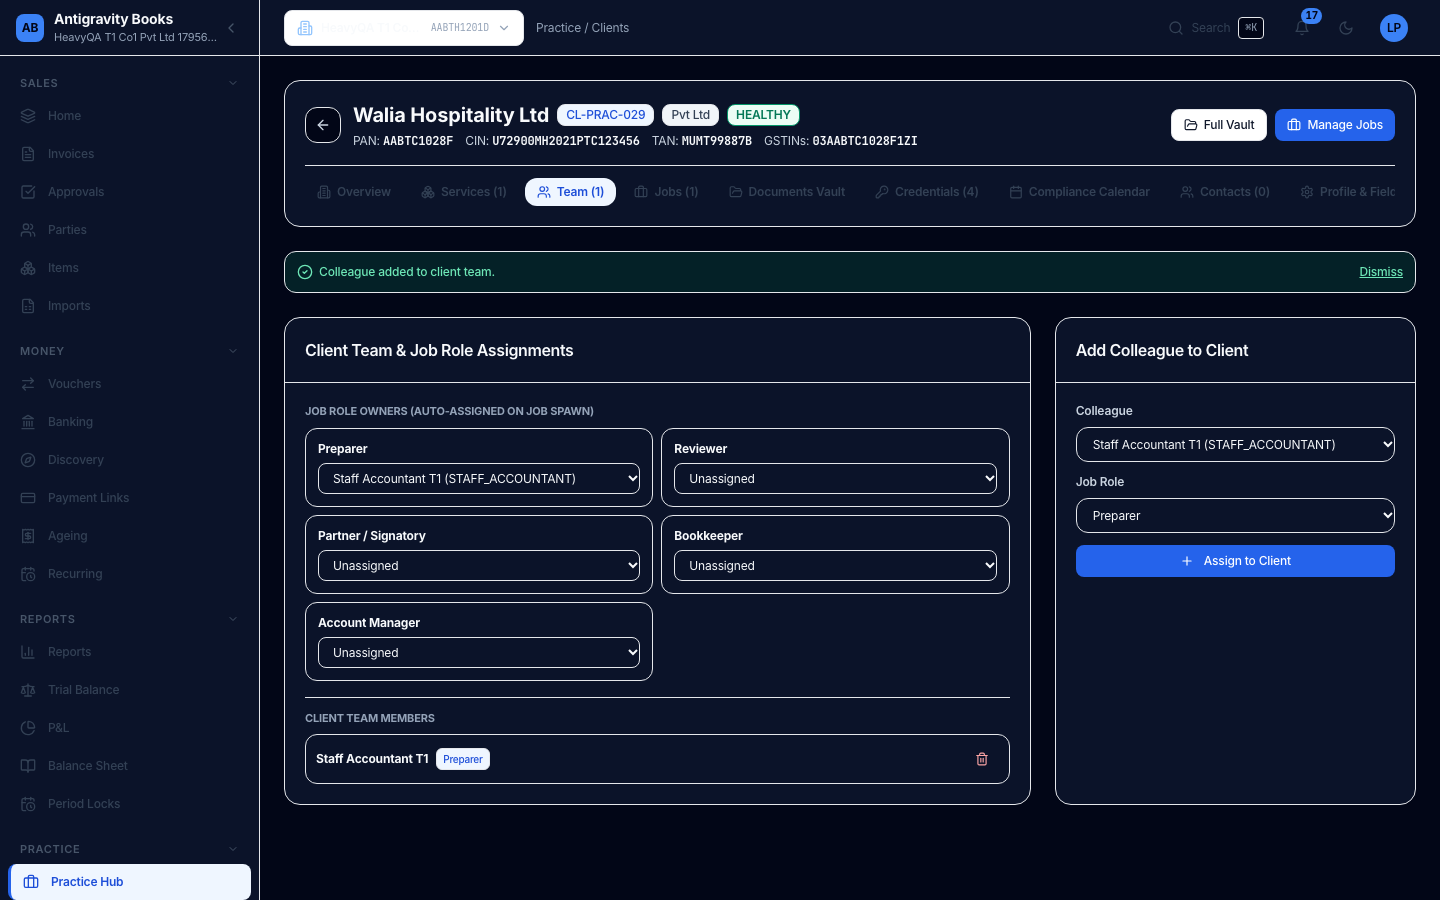 AB
Antigravity Books
HeavyQA T1 Co1 Pvt Ltd 17956...
SALES
Home
Invoices
Approvals
Parties
Items
Imports
MONEY
Vouchers
Banking
Discovery
Payment Links
Ageing
Recurring
REPORTS
Reports
Trial Balance
P&L
Balance Sheet
Period Locks
PRACTICE
Practice Hub
AABTH1201D
Practice / Clients
Search
⌘K
17
LP
Walia Hospitality Ltd
CL-PRAC-029
Pvt Ltd
HEALTHY
PAN: AABTC1028F CIN: U72900MH2021PTC123456 TAN: MUMT99887B GSTINs: 03AABTC1028F1ZI
Full Vault
Manage Jobs
Overview
Services (1)
Team (1)
Jobs (1)
Documents Vault
Credentials (4)
Compliance Calendar
Contacts (0)
Profile & Field
Colleague added to client team.
Dismiss
Client Team & Job Role Assignments
JOB ROLE OWNERS (AUTO-ASSIGNED ON JOB SPAWN)
Preparer
Staff Accountant T1 (STAFF_ACCOUNTANT)
Reviewer
Unassigned
Partner / Signatory
Unassigned
Bookkeeper
Unassigned
Account Manager
Unassigned
CLIENT TEAM MEMBERS
Staff Accountant T1
Preparer
Add Colleague to Client
Colleague
Staff Accountant T1 (STAFF_ACCOUNTANT)
Job Role
Preparer
Assign to Client